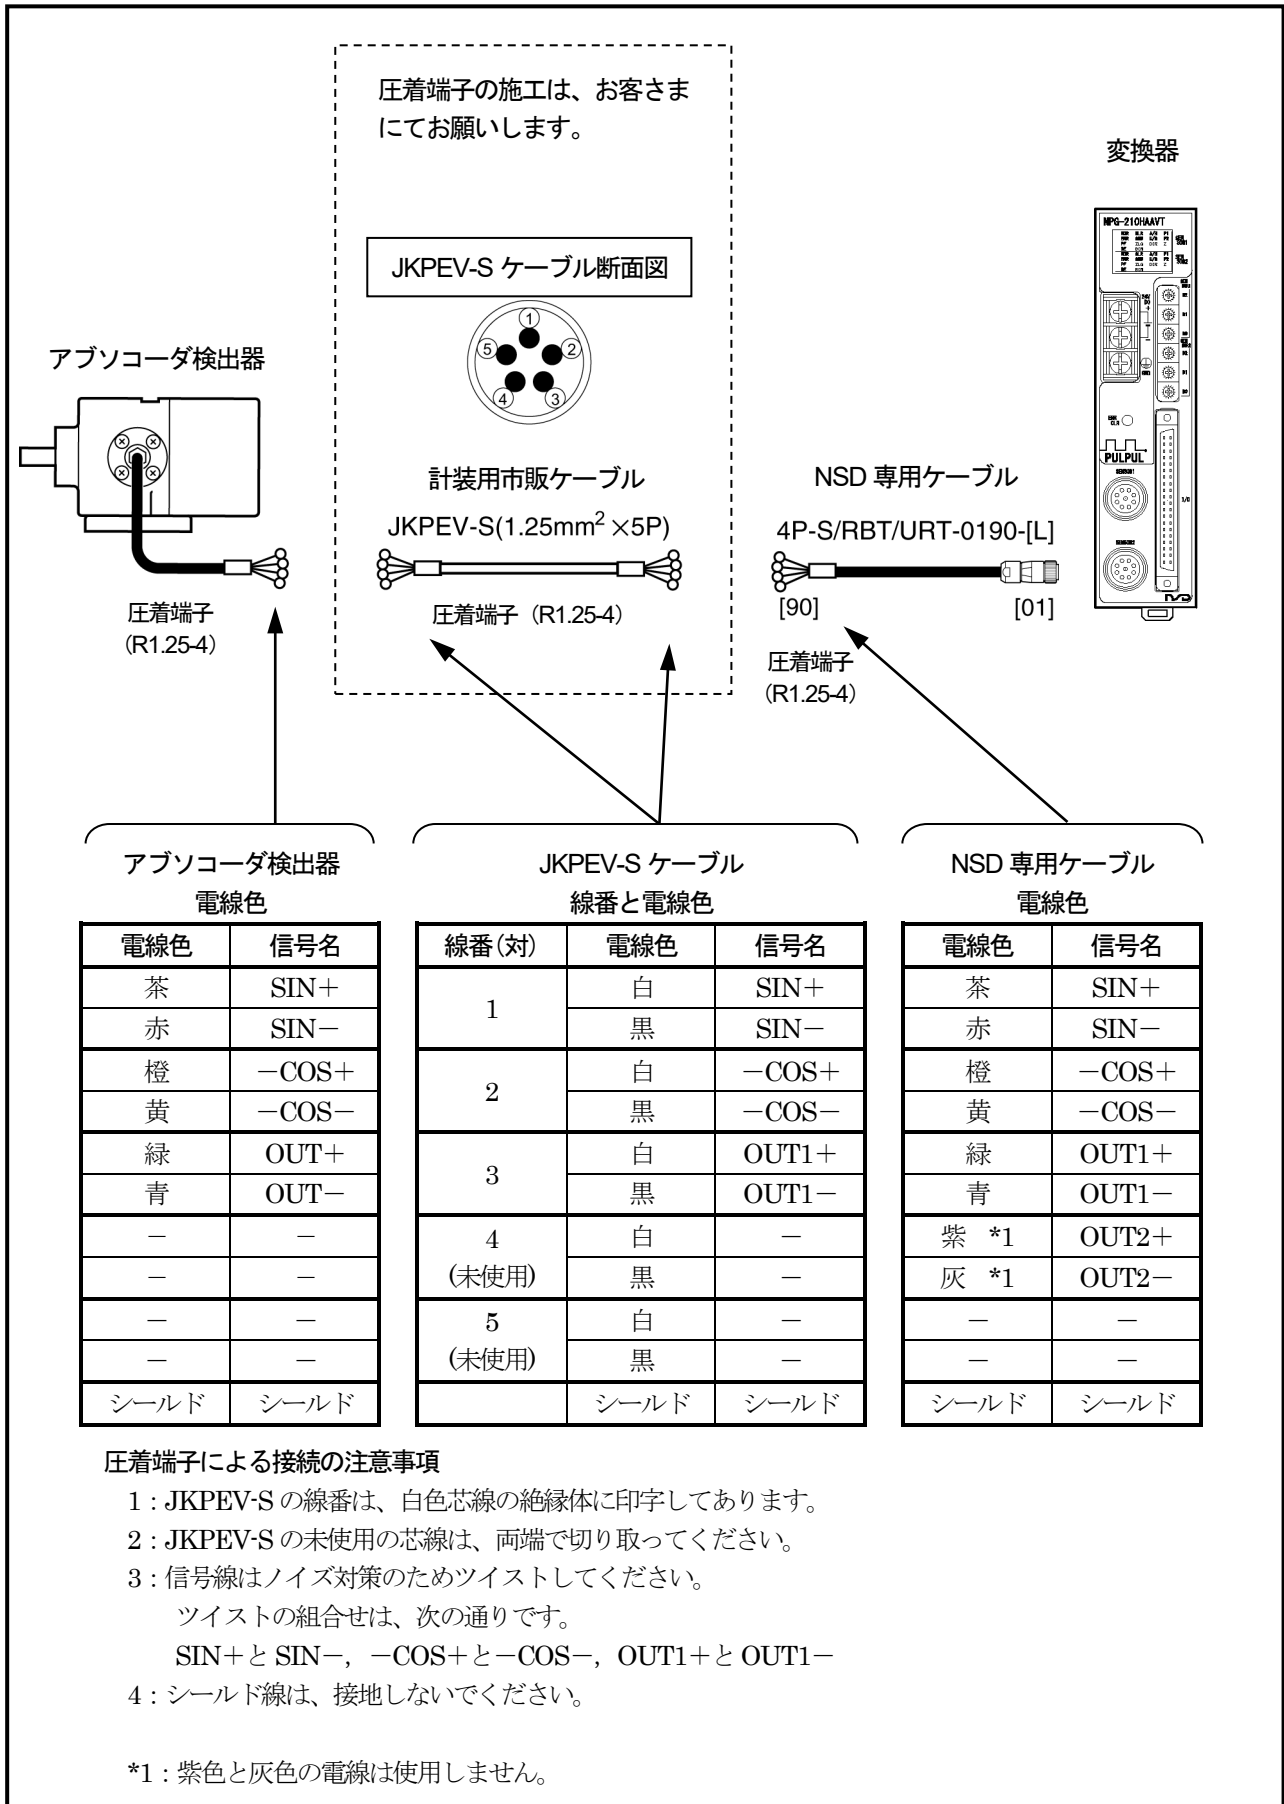 圧着端子の施工は、お客さま
にてお願いします。
変換器
MPG-210HAAVT
JKPEV-S ケーブル断面図
1
5
2
4
3
アブソコーダ検出器
PULPUL
SENSOR1
I/O
SENSOR2
NSD
計装用市販ケーブル
JKPEV-S(1.25mm² ×5P)
NSD 専用ケーブル
4P-S/RBT/URT-0190-[L]
[90]
[01]
圧着端子
（R1.25-4）
圧着端子（R1.25-4）
圧着端子
（R1.25-4）
アブソコーダ検出器
電線色
電線色 信号名
茶 SIN＋
赤 SIN－
橙 －COS＋
黄 －COS－
緑 OUT＋
青 OUT－
－ －
－ －
－ －
－ －
シールド シールド
JKPEV-S ケーブル
線番と電線色
線番（対） 電線色 信号名
1 白 SIN＋
黒 SIN－
2 白 －COS＋
黒 －COS－
3 白 OUT1＋
黒 OUT1－
4 白 －
(未使用) 黒 －
5 白 －
(未使用) 黒 －
シールド シールド
NSD 専用ケーブル
電線色
電線色 信号名
茶 SIN＋
赤 SIN－
橙 －COS＋
黄 －COS－
緑 OUT1＋
青 OUT1－
紫 *1 OUT2＋
灰 *1 OUT2－
－ －
－ －
シールド シールド
圧着端子による接続の注意事項
1：JKPEV-S の線番は、白色芯線の絶縁体に印字してあります。
2：JKPEV-S の未使用の芯線は、両端で切り取ってください。
3：信号線はノイズ対策のためツイストしてください。
ツイストの組合せは、次の通りです。
SIN＋と SIN－, －COS＋と－COS－, OUT1＋と OUT1－
4：シールド線は、接地しないでください。
*1：紫色と灰色の電線は使用しません。